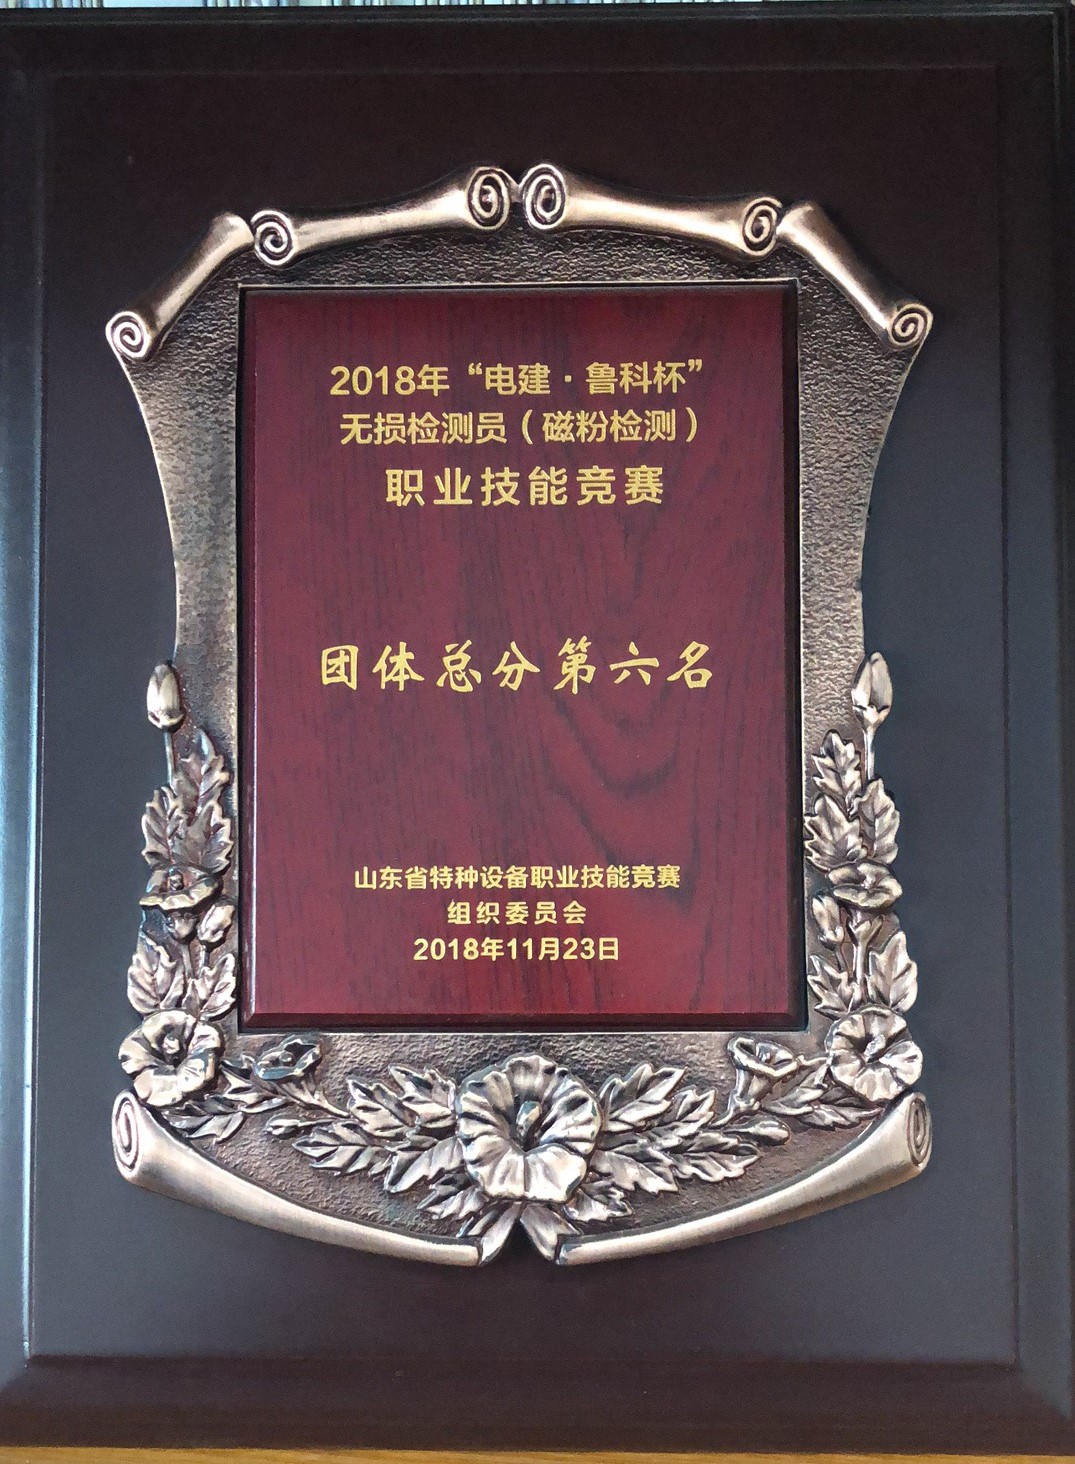 2018年“电建·鲁科杯”
无损检测员（磁粉检测）
职业技能竞赛
团体总分第六名
山东省特种设备职业技能竞赛
组织委员会
2018年11月23日